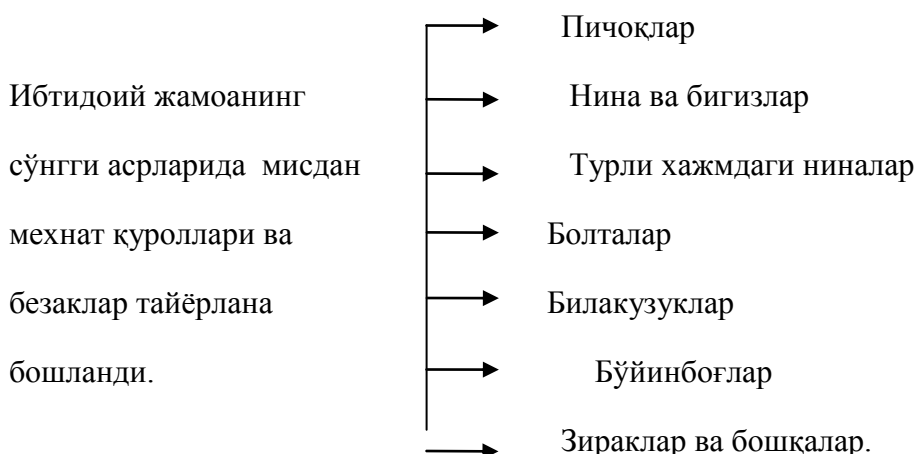 Ибтидоий жамоанинг
сўнгги асрларида мисдан
мехнат қуроллари ва
безаклар тайёрлана
бошланди.
Пичоқлар
Нина ва бигизлар
Турли хажмдаги ниналар
Болталар
Билакузуклар
Бўйинбоғлар
Зираклар ва бошқалар.